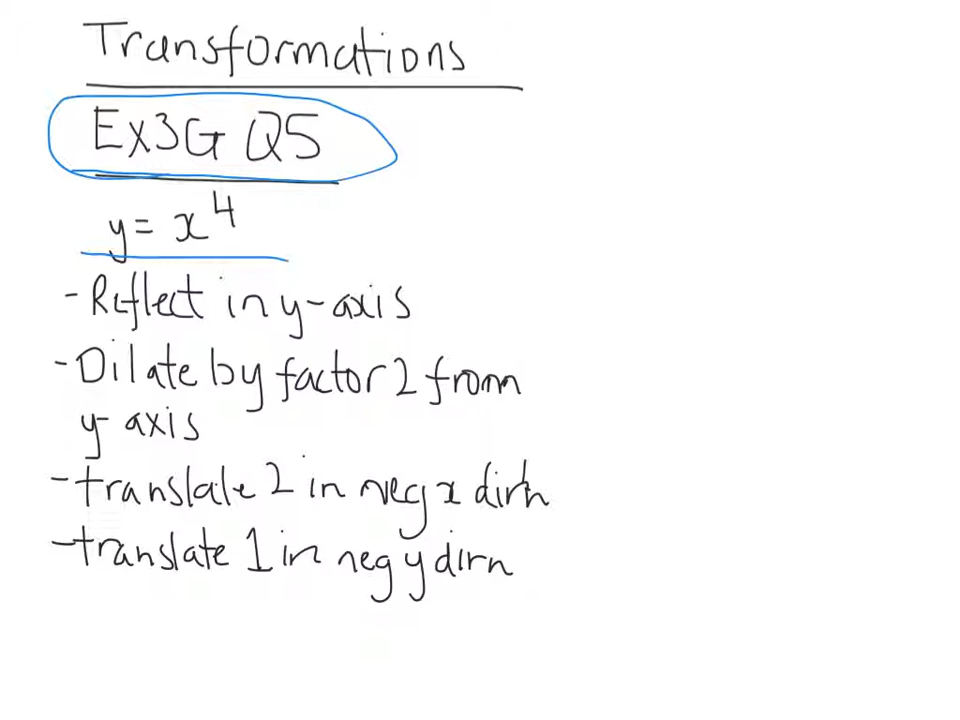 Transformations
Ex3G Q5
y = x⁴
- Reflect in y-axis
- Dilate by factor 2 from
y-axis
- translate 2 in neg x dirn
- translate 1 in neg y dirn